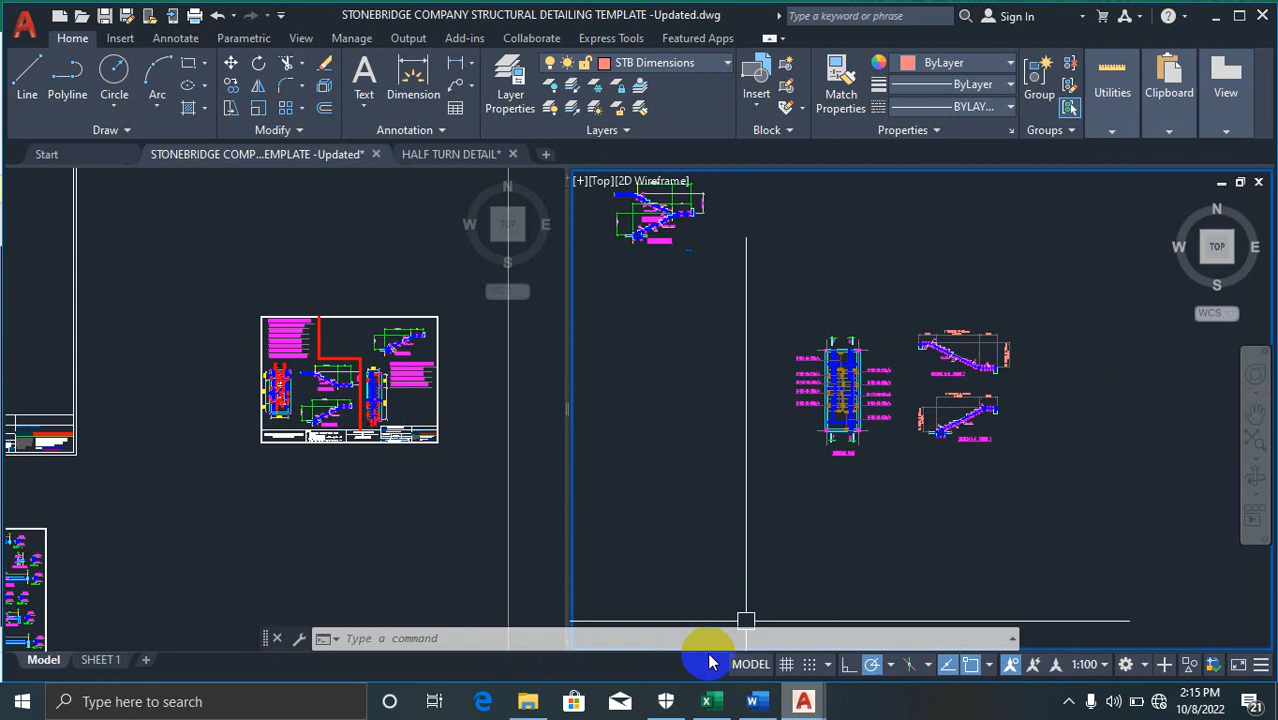 STONEBRIDGE COMPANY STRUCTURAL DETAILING TEMPLATE -Updated.dwg
Type a keyword or phrase
Sign In
Home Insert Annotate Parametric View Manage Output Add-ins Collaborate Express Tools Featured Apps
STB Dimensions
ByLayer
ByLayer
BYLAY...
Line Polyline Circle Arc
Text Dimension
Layer Properties
Insert
Match Properties
Group
Utilities Clipboard View
Draw Modify Annotation Layers Block Properties Groups
Start
STONEBRIDGE COMP...EMPLATE -Updated*
HALF TURN DETAIL*
[+][Top][2D Wireframe]
N
W TOP E
S
WCS
N
W TOP E
S
WCS
Type a command
Model SHEET 1
MODEL
1:100
Type here to search
2:15 PM
10/8/2022
21